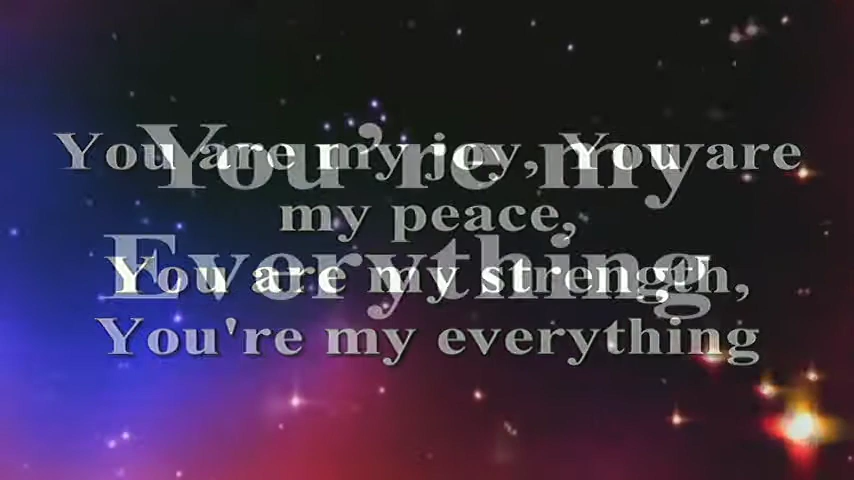 You're my
Everything
You are my joy, You are
my peace,
You are my strength,
You're my everything